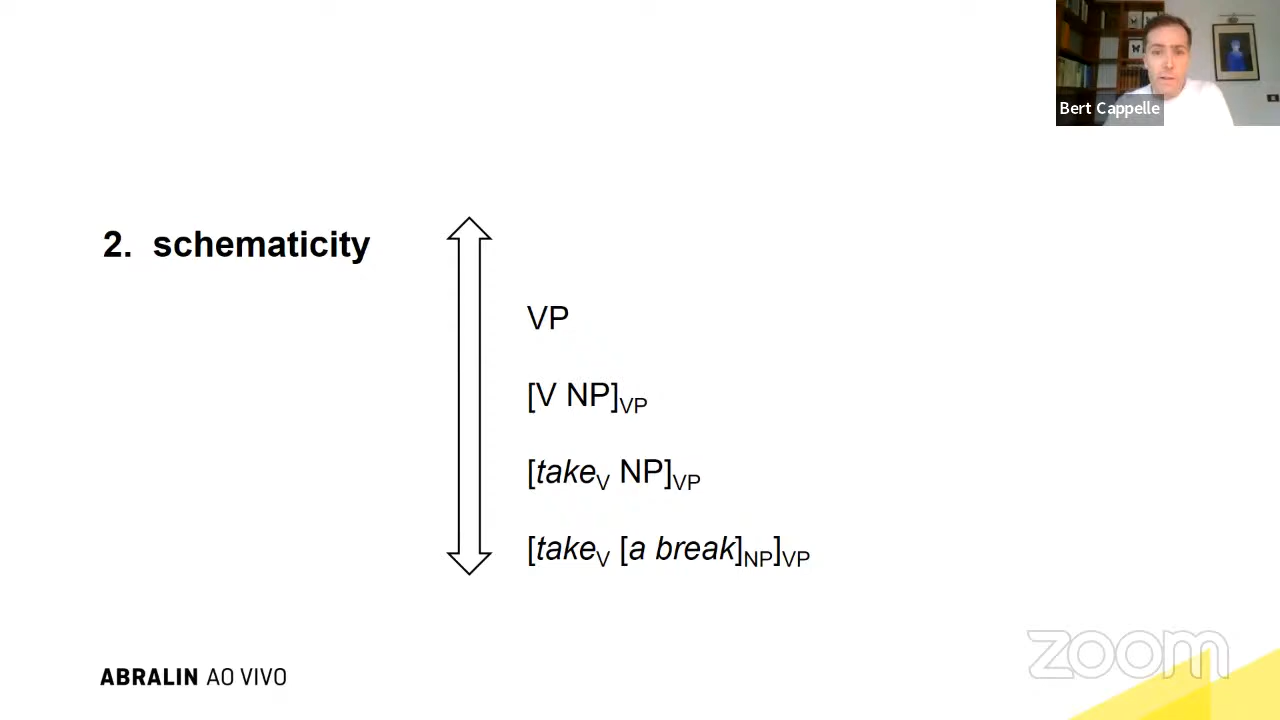 Bert Cappelle
2. schematicity
VP
[V NP]VP
[takeV NP]VP
[takeV [a break]NP]VP
ABRALIN AO VIVO
zoom